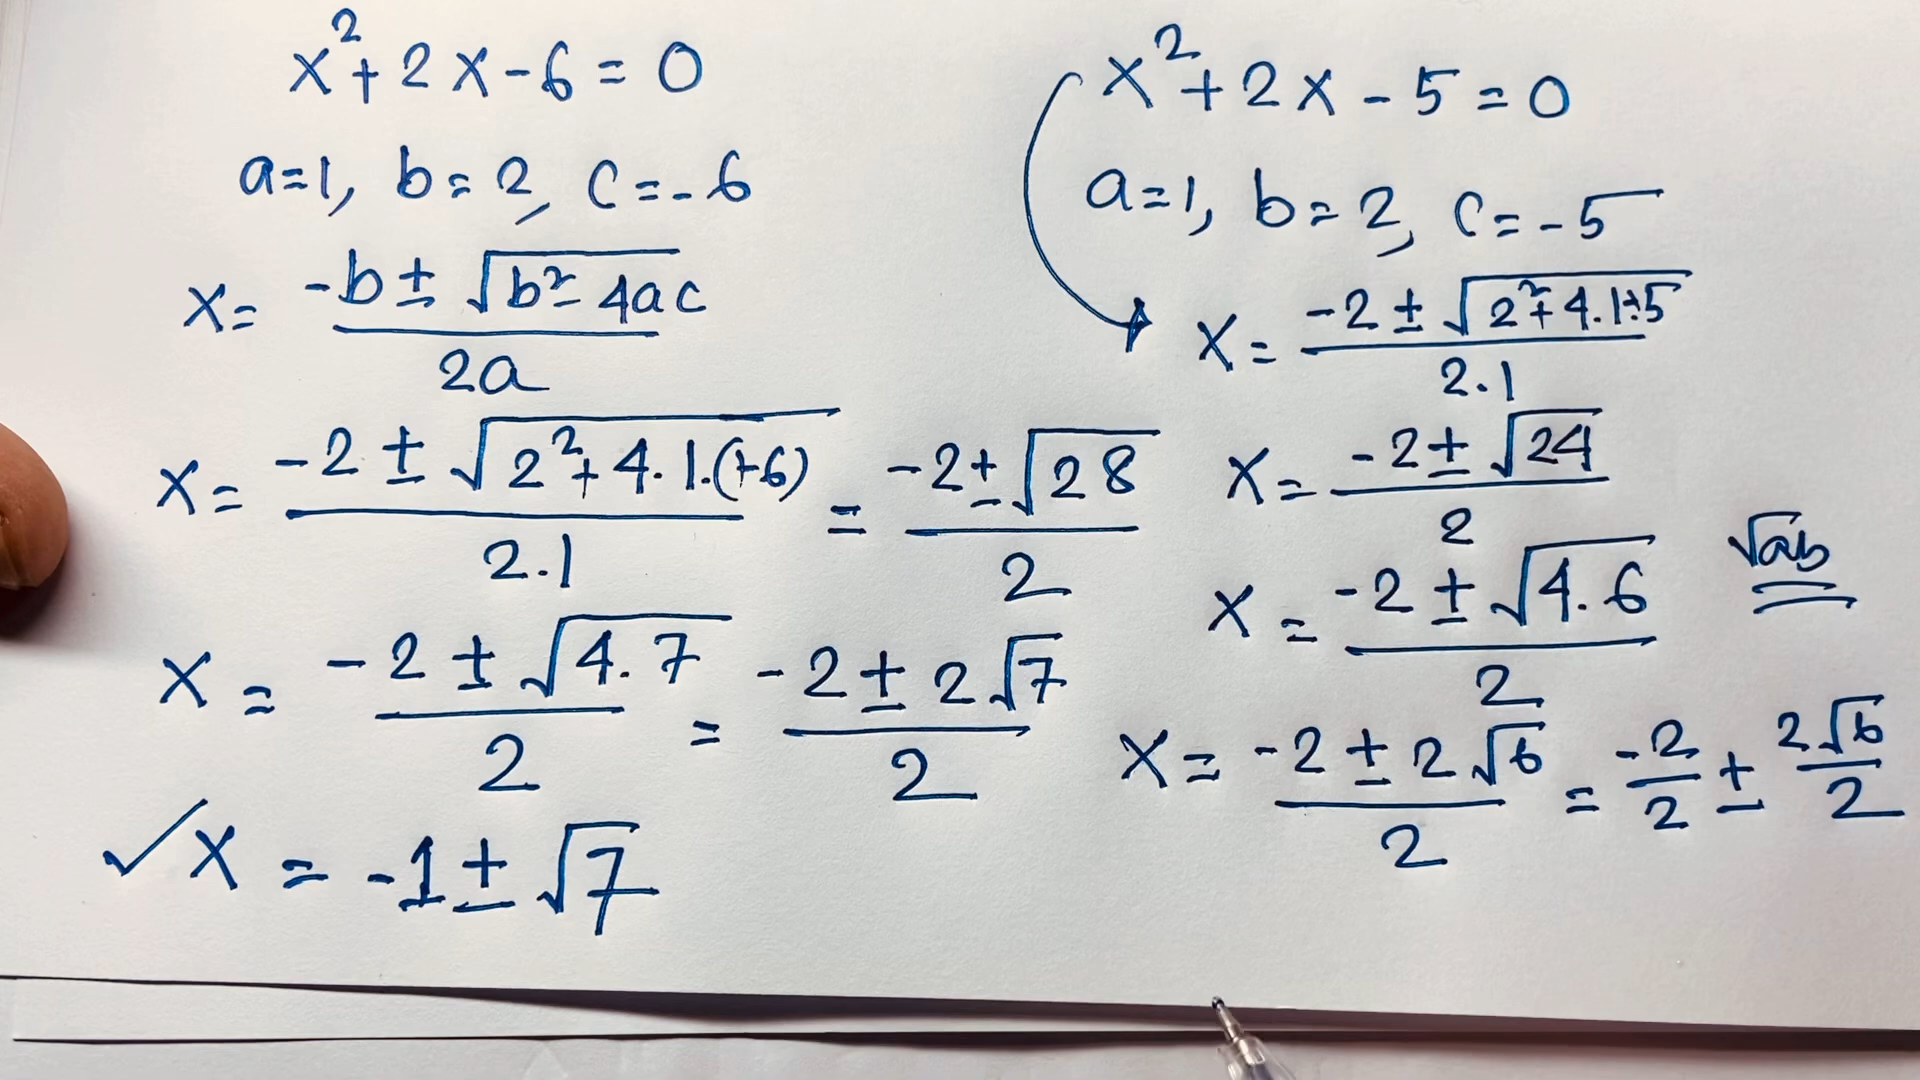 x² + 2x - 6 = 0
a=1, b=2, c=-6
x = (-b ± √(b² - 4ac)) / 2a
x = (-2 ± √(2² + 4.1.(+6))) / 2.1 = (-2 ± √28) / 2
x = (-2 ± √(4.7)) / 2 = (-2 ± 2√7) / 2
✓x = -1 ± √7
x² + 2x - 5 = 0
a=1, b=2, c=-5
x = (-2 ± √(2² + 4.1.+5)) / 2.1
x = (-2 ± √24) / 2
x = (-2 ± √(4.6)) / 2
√ab
x = (-2 ± 2√6) / 2 = -2/2 ± 2√6/2